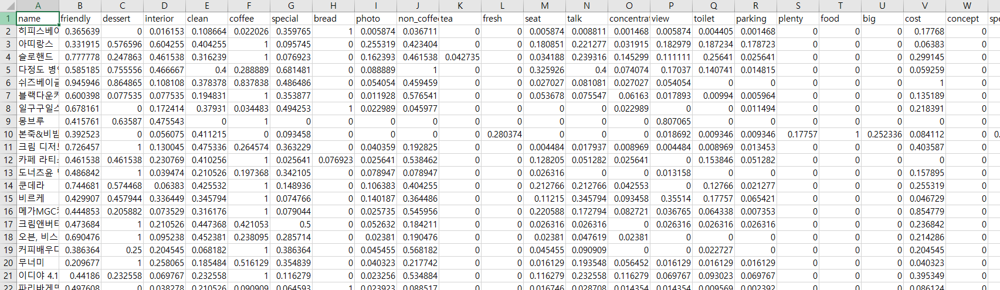 A B C D E F G H I J K L M N O P Q R S T U V W
1 name friendly dessert interior clean coffee special bread photo non_coffe tea fresh seat talk concentra view toilet parking plenty food big cost concept spe
2 히피스베이 0.365639 0 0.016153 0.108664 0.022026 0.359765 1 0.005874 0.036711 0 0 0.005874 0.008811 0.001468 0.005874 0.004405 0.001468 0 0 0 0.17768 0
3 아띠랑스 0.331915 0.576596 0.604255 0.404255 1 0.095745 0 0.255319 0.423404 0 0 0.180851 0.221277 0.031915 0.182979 0.187234 0.178723 0 0 0 0.06383 0
4 슬로핸드 0.777778 0.247863 0.461538 0.316239 1 0.076923 0 0.162393 0.461538 0.042735 0 0.034188 0.239316 0.145299 0.111111 0.25641 0.025641 0 0 0 0.299145 0
5 다정도 병 0.585185 0.755556 0.466667 0.4 0.288889 0.681481 0 0.088889 1 0 0 0.325926 0.4 0.074074 0.17037 0.140741 0.014815 0 0 0 0.059259 0
6 쉬즈베이글 0.945946 0.864865 0.108108 0.378378 0.837838 0.486486 0 0.054054 0.459459 0 0 0.027027 0.081081 0.027027 0.054054 0 0 0 0 0 1 0
7 블랙다운커 0.600398 0.077535 0.077535 0.194831 1 0.353877 0 0.011928 0.576541 0 0 0.053678 0.075547 0.06163 0.017893 0.00994 0.005964 0 0 0 0.135189 0
8 일구구일스 0.678161 0 0.172414 0.37931 0.034483 0.494253 1 0.022989 0.045977 0 0 0 0 0.022989 0 0 0.011494 0 0 0 0.218391 0
9 몽브루 0.415761 0.63587 0.475543 0 1 0 0 0 0 0 0 0 0 0 0.807065 0 0 0 0 0 0 0
10 본죽&비빔 0.392523 0 0.056075 0.411215 0 0.093458 0 0 0 0 0.280374 0 0 0 0.018692 0.009346 0.009346 0.17757 1 0.252336 0.084112 0 0.
11 크림 디저트 0.726457 1 0.130045 0.475336 0.264574 0.363229 0 0.040359 0.192825 0 0 0.004484 0.017937 0.008969 0.004484 0.008969 0.013453 0 0 0 0.403587 0
12 카페 라티 0.461538 0.461538 0.230769 0.410256 1 0.025641 0.076923 0.025641 0.538462 0 0 0.128205 0.051282 0.025641 0 0.153846 0.051282 0 0 0 0 0
13 도너츠윤 0.486842 1 0.039474 0.210526 0.197368 0.342105 0 0.078947 0.078947 0 0 0.026316 0 0 0.013158 0 0 0 0 0 0.157895 0
14 쿤데라 0.744681 0.574468 0.06383 0.425532 1 0.148936 0 0.106383 0.404255 0 0 0.212766 0.212766 0.042553 0 0.12766 0.021277 0 0 0 0.255319 0
15 비르케 0.429907 0.457944 0.336449 0.345794 1 0.074766 0 0.140187 0.364486 0 0 0.11215 0.345794 0.093458 0.35514 0.17757 0.065421 0 0 0 0.046729 0
16 메가MGC커 0.444853 0.205882 0.073529 0.316176 1 0.079044 0 0.025735 0.545956 0 0 0.220588 0.172794 0.082721 0.036765 0.064338 0.007353 0 0 0 0.854779 0
17 크림앤버터 0.473684 1 0.210526 0.447368 0.421053 0.5 0 0.052632 0.184211 0 0 0.026316 0.026316 0 0.026316 0.026316 0.026316 0 0 0 0.236842 0
18 오븐, 비스 0.690476 1 0.095238 0.452381 0.238095 0.285714 0 0.02381 0.190476 0 0 0.02381 0.047619 0.02381 0 0 0 0 0 0 0.214286 0
19 커피배우다 0.386364 0.25 0.204545 0.068182 1 0.386364 0 0.045455 0.568182 0 0 0.045455 0.090909 0 0 0.022727 0 0 0 0 0.204545 0
20 무너미 0.209677 1 0.258065 0.185484 0.516129 0.354839 0 0.040323 0.217742 0 0 0.016129 0.193548 0.056452 0.016129 0.016129 0.016129 0 0 0 0.040323 0
21 이디야 4.1 0.44186 0.232558 0.069767 0.232558 1 0.116279 0 0.023256 0.534884 0 0 0.116279 0.232558 0.116279 0.069767 0.093023 0.069767 0 0 0 0.395349 0
22 파리바게뜨 0.497608 0 0.038278 0.210526 0.090909 0.064593 1 0.023923 0.088517 0 0 0.016746 0.028708 0.014354 0.014354 0.009569 0.002392 0 0 0 0.086124 0